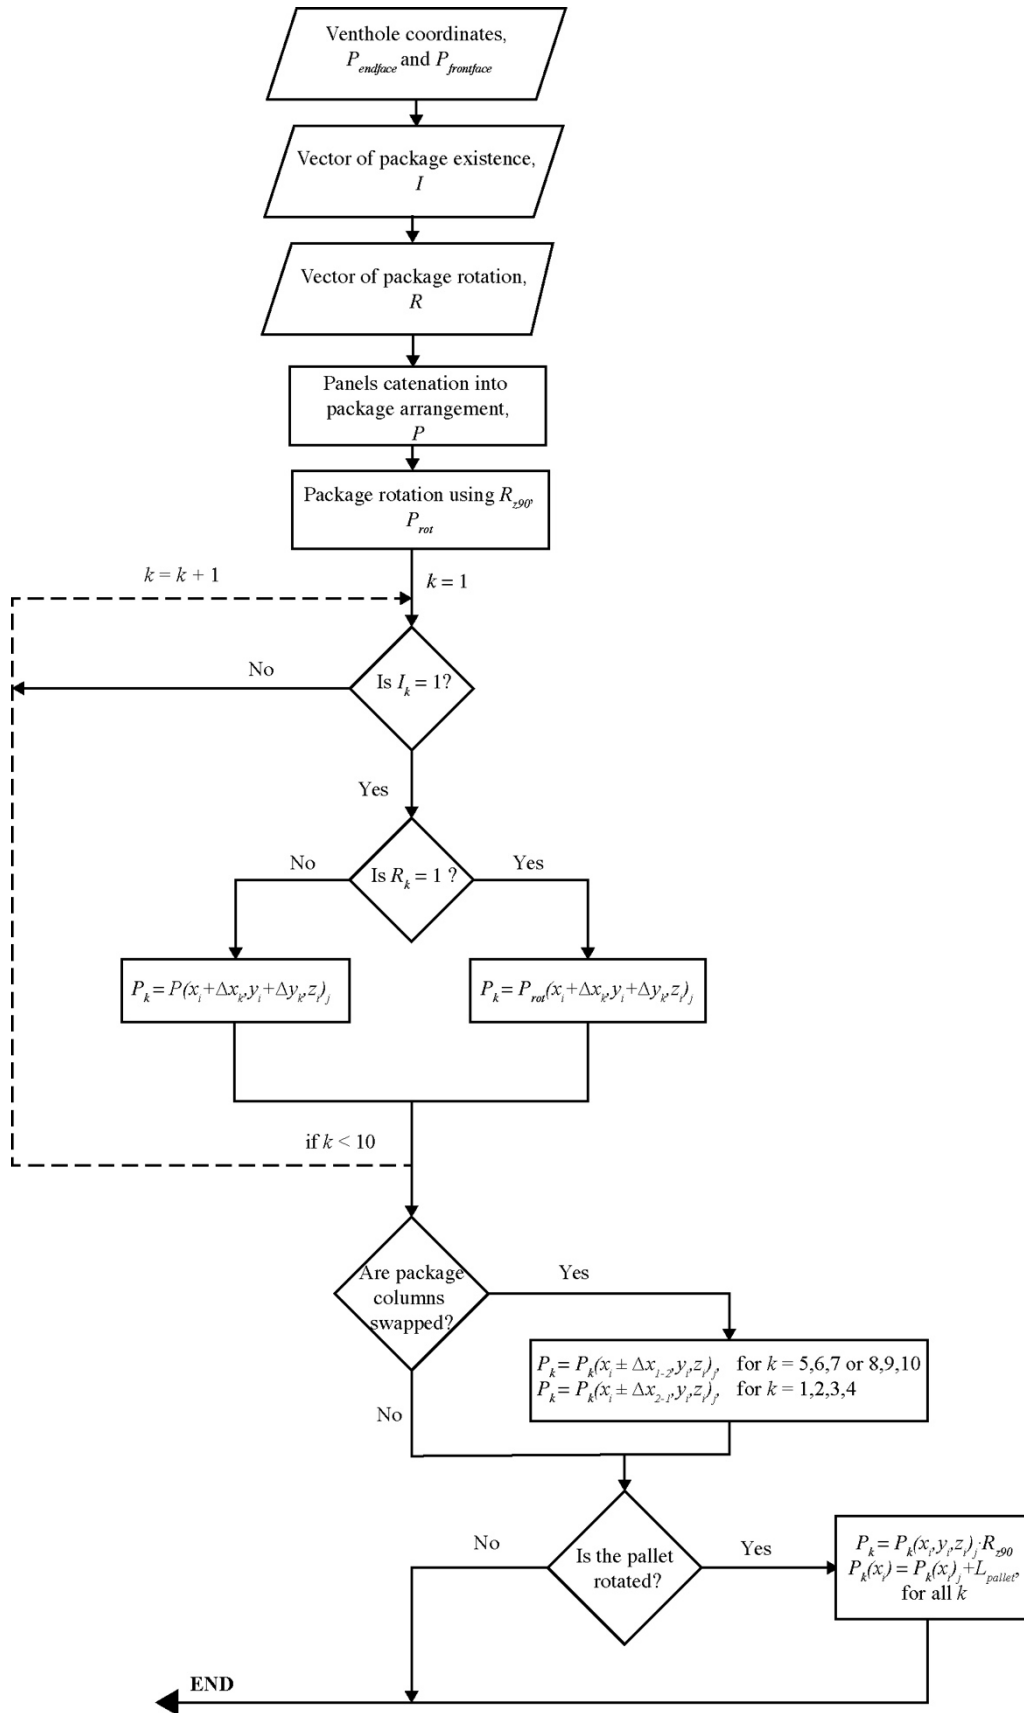 Venthole coordinates,
P_endface and P_frontface
Vector of package existence,
I
Vector of package rotation,
R
Panels catenation into
package arrangement,
P
Package rotation using R_z90,
P_rot
k = k + 1
k = 1
No
Is I_k = 1?
Yes
No
Is R_k = 1 ?
Yes
P_k = P(x_i+Δx_k,y_i+Δy_k,z_i)_j
P_k = P_rot(x_i+Δx_k,y_i+Δy_k,z_i)_j
if k < 10
Are package
columns
swapped?
Yes
P_k = P_k(x_i ± Δx_1-2,y_i,z_i)_j, for k = 5,6,7 or 8,9,10
P_k = P_k(x_i ± Δx_2-1,y_i,z_i)_j, for k = 1,2,3,4
No
No
Is the pallet
rotated?
Yes
P_k = P_k(x_i,y_i,z_i)_j·R_z90
P_k(x_i) = P_k(x_i)_j+L_pallet,
for all k
END